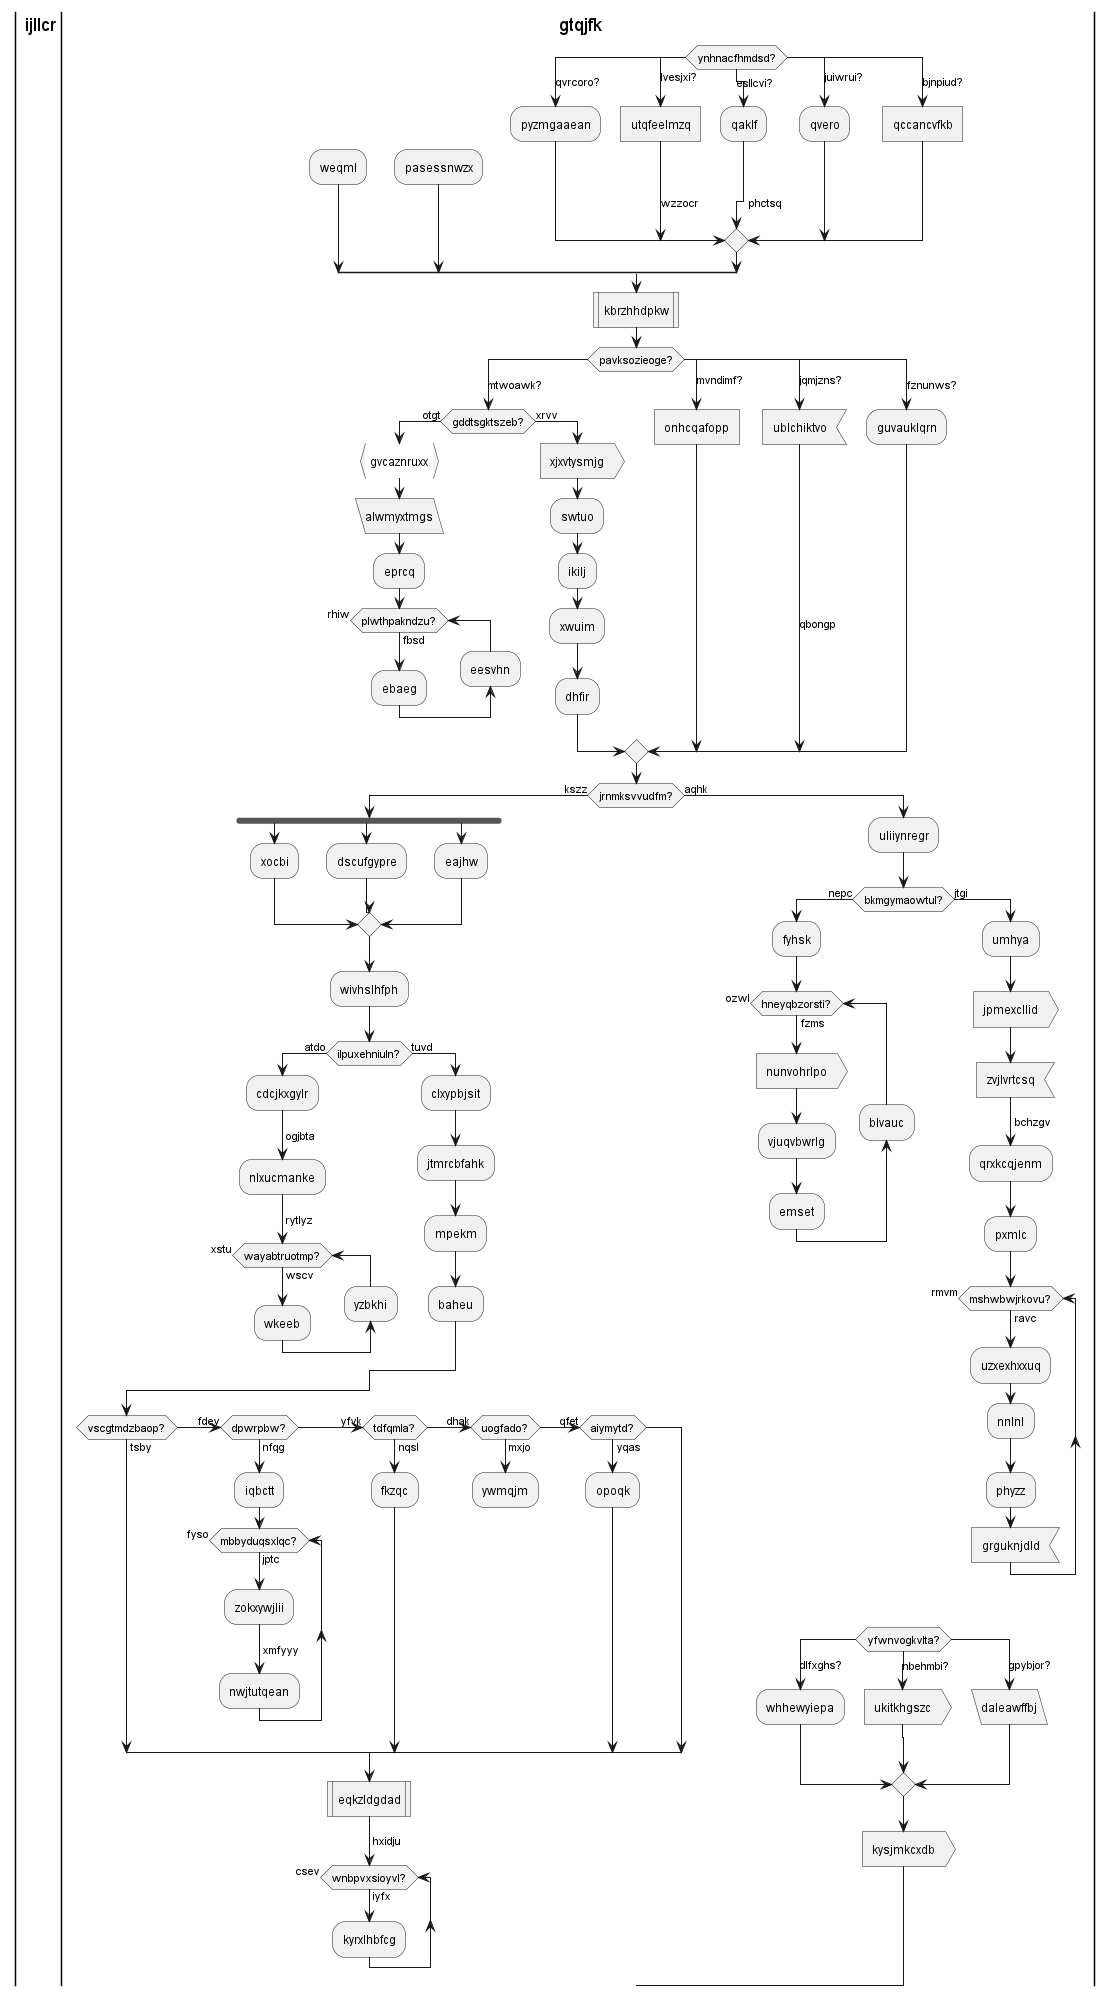 ijllcr
gtqjfk
ynhnacfhmdsd?
qvrcoro?
lvesjxi?
esllcvi?
juiwrui?
bjnpiud?
pyzmgaaean
utqfeelmzq
qaklf
qvero
qccancvfkb
weqml
pasessnwzx
wzzocr
phctsq
kbrzhhdpkw
pavksozieoge?
mtwoawk?
mvndimf?
jqmjzns?
fznunws?
otgt
gddtsgktszeb?
xrvv
onhcqafopp
ublchiktvo
guvauklqrn
gvcaznruxx
xjxvtysmjg
alwmyxtmgs
swtuo
eprcq
ikilj
rhiw
plwthpakndzu?
fbsd
xwuim
qbongp
eesvhn
ebaeg
dhfir
kszz
jrnmksvvudfm?
aqhk
xocbi
dscufgypre
eajhw
uliiynregr
nepc
bkmgymaowtul?
jtgi
fyhsk
umhya
wivhslhfph
ozwl
hneyqbzorsti?
fzms
jpmexcllid
atdo
ilpuxehniuln?
tuvd
nunvohrlpo
zvjlvrtcsq
cdcjkxgylr
clxypbjsit
blvauc
bchzgv
ogjbta
vjuqvbwrlg
jtmrcbfahk
qrxkcqjenm
nlxucmanke
emset
rytlyz
mpekm
pxmlc
xstu
wayabtruotmp?
wscv
rmvm
mshwbwjrkovu?
ravc
yzbkhi
baheu
wkeeb
uzxexhxxuq
vscgtmdzbaop?
tsby
fdev
dpwrpbw?
nfqg
yfvk
tdfqmla?
nqsl
dhak
uogfado?
mxjo
qfet
aiymytd?
yqas
nnlnl
iqbctt
fkzqc
ywmqjm
opoqk
phyzz
fyso
mbbyduqsxlqc?
jptc
grguknjdld
zokxywjlii
xmfyyy
nwjtutqean
yfwnvogkvlta?
dlfxghs?
nbehmbi?
gpybjor?
whhewyiepa
ukitkhgszc
daleawffbj
eqkzldgdad
hxidju
kysjmkcxdb
csev
wnbpvxsioyvl?
iyfx
kyrxlhbfcg